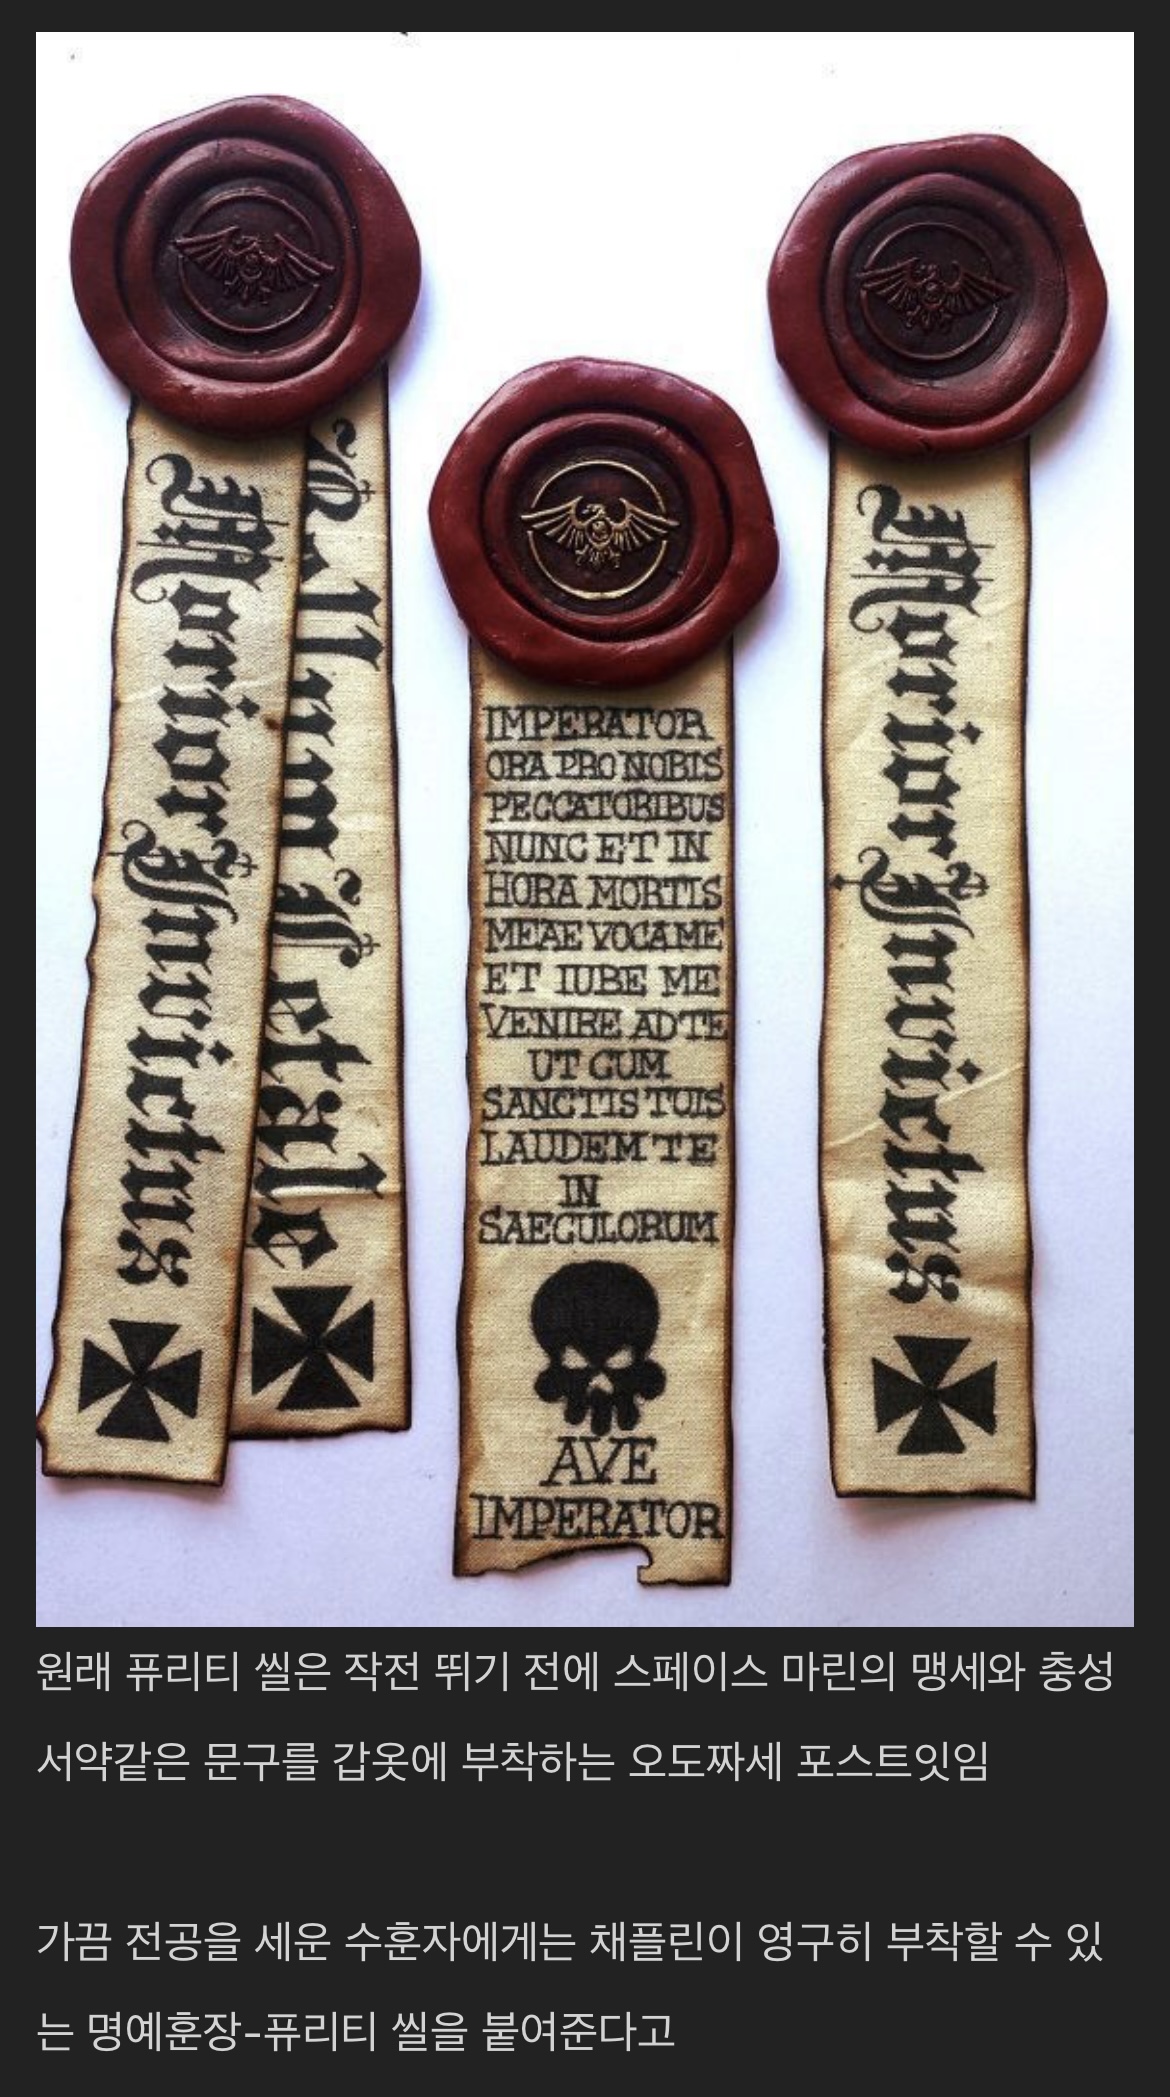 Morior Invictus
Bellum Letale
IMPERATOR
ORA PRO NOBIS
PECCATORIBUS
NUNC ET IN
HORA MORTIS
MEAE VOCA ME
ET IUBE ME
VENIRE AD TE
UT CUM
SANCTIS TUIS
LAUDEM TE
IN
SAECULORUM
AVE
IMPERATOR
Morior Invictus
원래 퓨리티 씰은 작전 뛰기 전에 스페이스 마린의 맹세와 충성
서약같은 문구를 갑옷에 부착하는 오도짜세 포스트잇임
가끔 전공을 세운 수훈자에게는 채플린이 영구히 부착할 수 있
는 명예훈장-퓨리티 씰을 붙여준다고